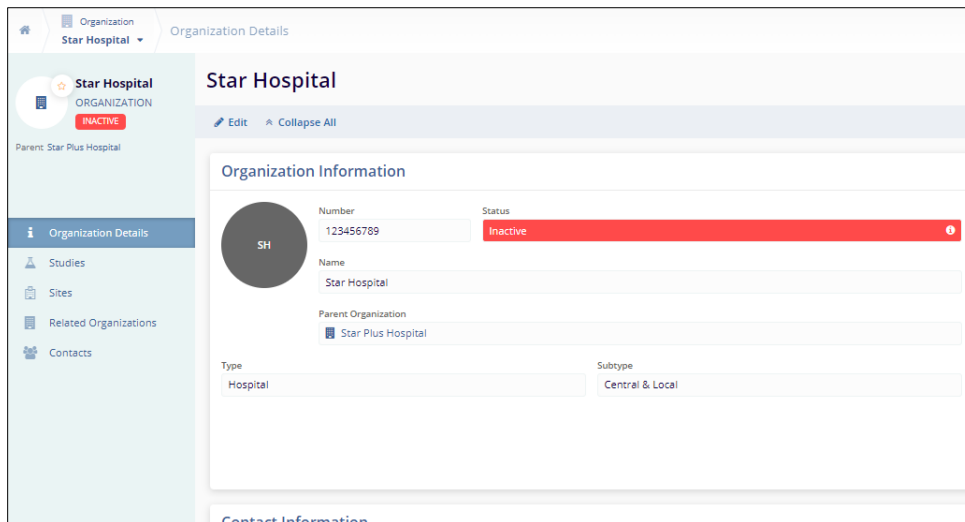 Organization
Star Hospital
Organization Details
Star Hospital
ORGANIZATION
INACTIVE
Parent Star Plus Hospital
Organization Details
Studies
Sites
Related Organizations
Contacts
Star Hospital
Edit
Collapse All
Organization Information
SH
Number
Status
123456789
Inactive
Name
Star Hospital
Parent Organization
Star Plus Hospital
Type
Subtype
Hospital
Central & Local
Contact Information